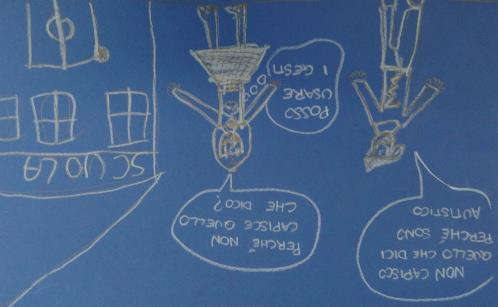 NON CAPISCO
QUELLO CHE DICI
PERCHÉ SONO
AUTISTICO
PERCHÉ NON
CAPISCE QUELLO
CHE DICO?
SCUOLA
POSSO
USARE
I GESTI